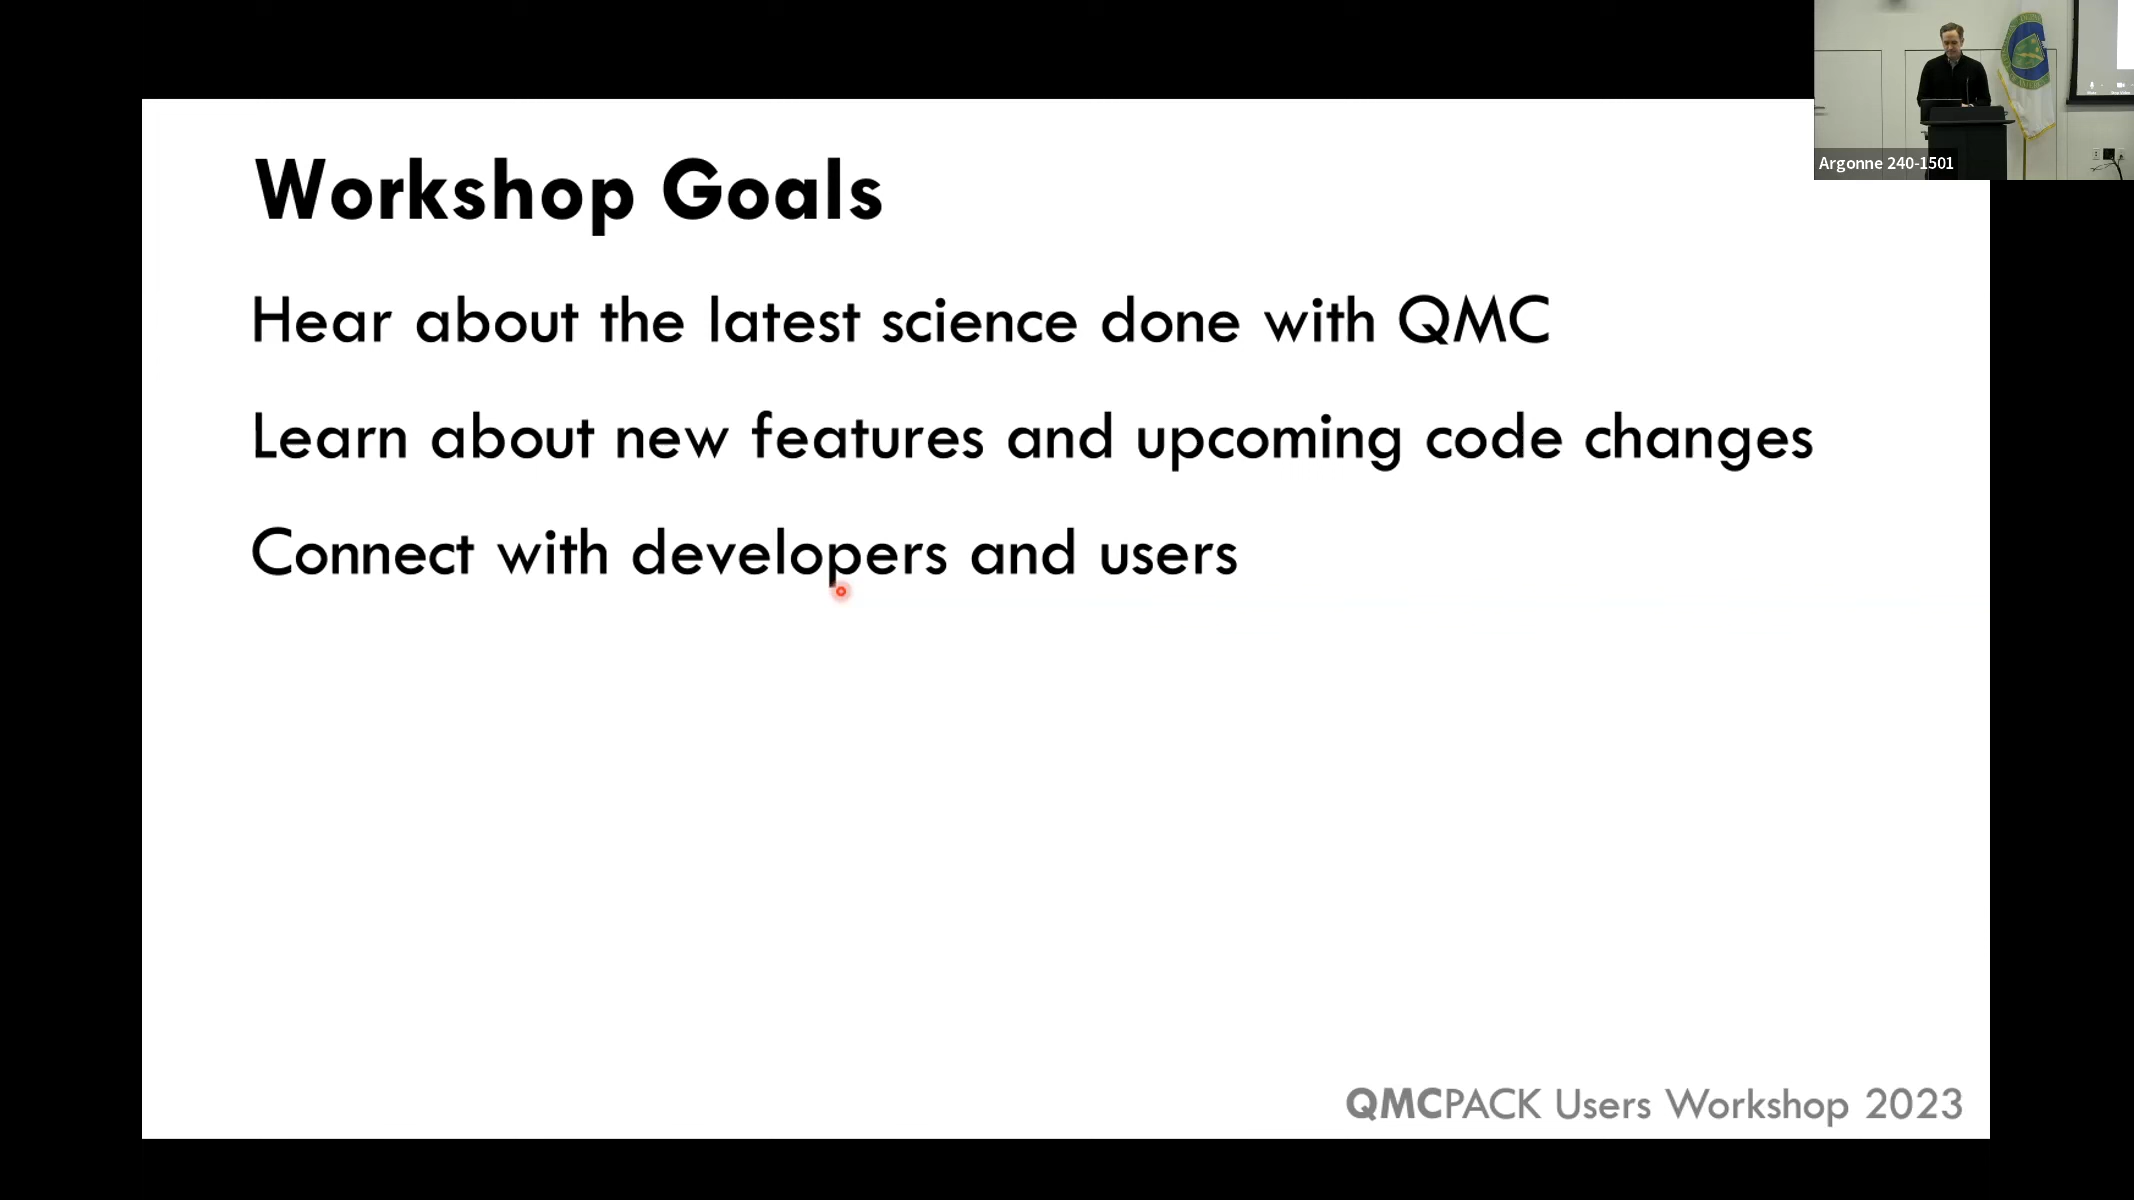 Workshop Goals
Hear about the latest science done with QMC
Learn about new features and upcoming code changes
Connect with developers and users
QMCPACK Users Workshop 2023
Argonne 240-1501